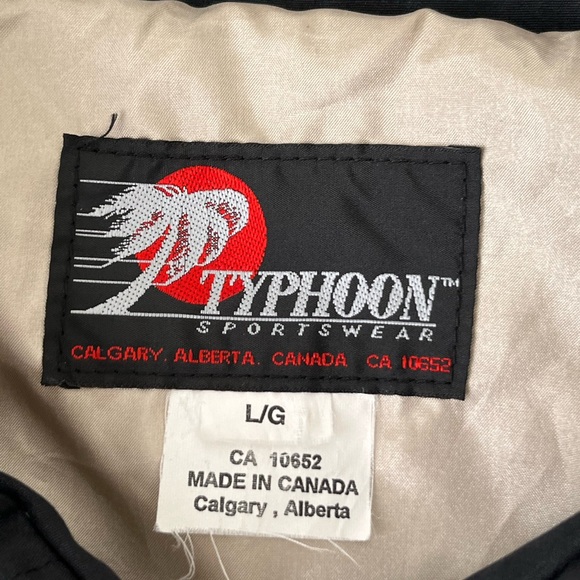 TYPHOON™
SPORTSWEAR
CALGARY. ALBERTA. CANADA CA 10652
L/G
CA 10652
MADE IN CANADA
Calgary , Alberta